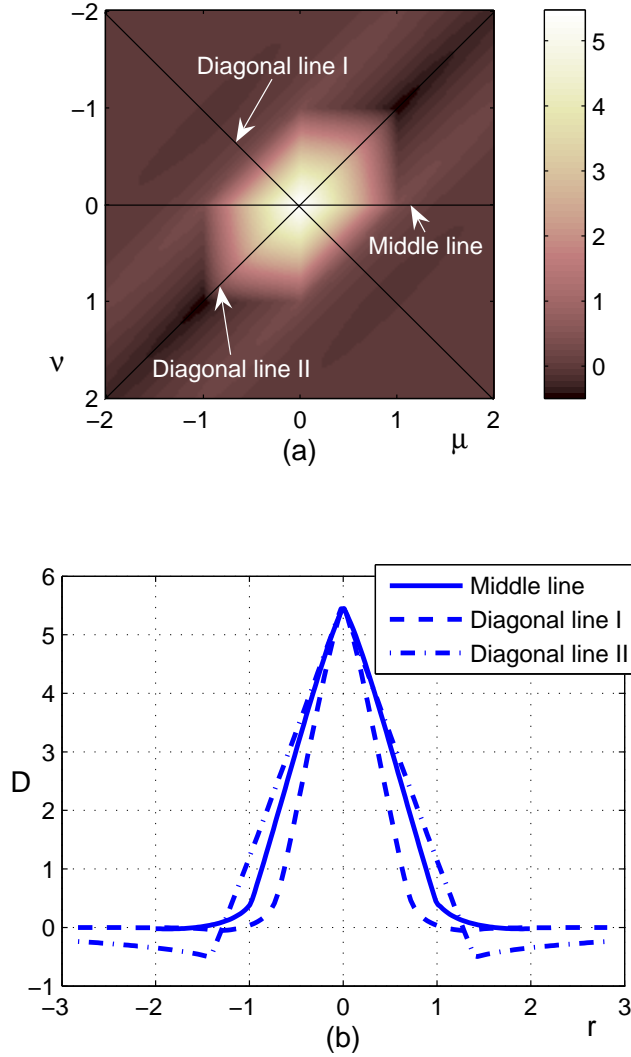 −2
−1
0
1
2
ν
−2 −1 0 1 2
μ
(a)
Diagonal line I
Middle line
Diagonal line II
5
4
3
2
1
0
6
5
4
3
2
1
0
−1
D
−3 −2 −1 0 1 2 3
r
(b)
Middle line
Diagonal line I
Diagonal line II